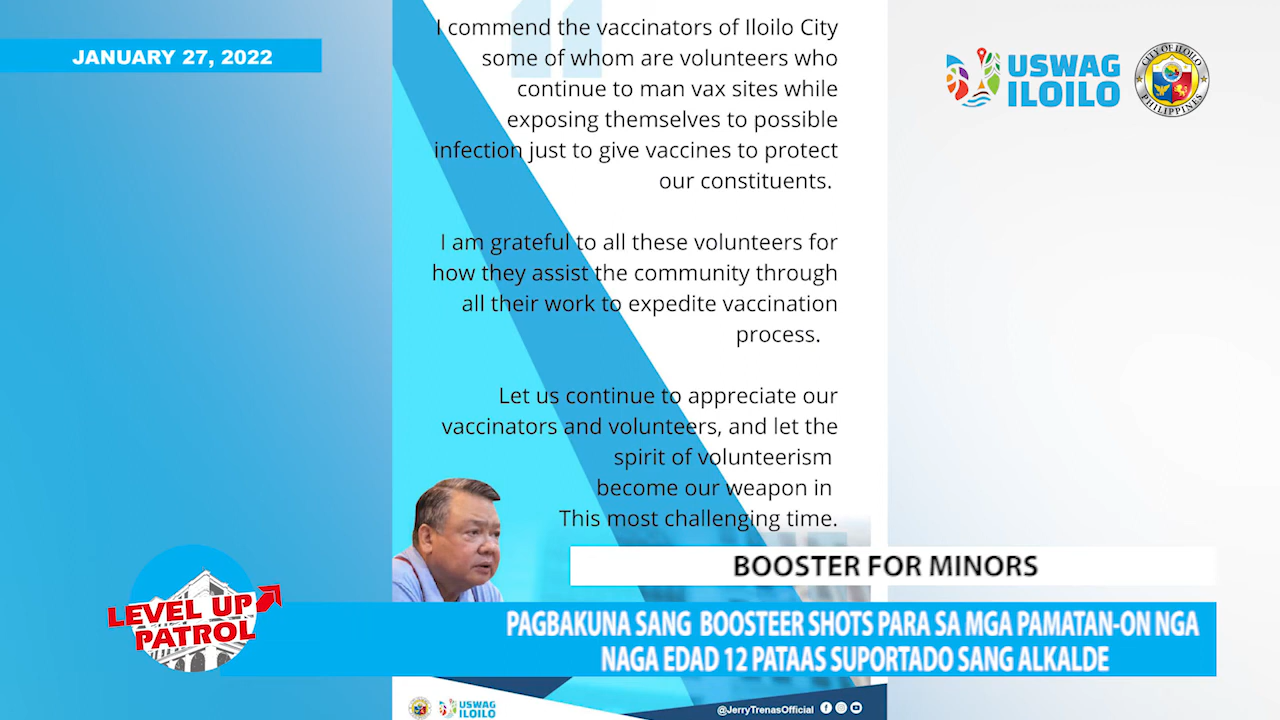 JANUARY 27, 2022
I commend the vaccinators of Iloilo City
some of whom are volunteers who
continue to man vax sites while
exposing themselves to possible
infection just to give vaccines to protect
our constituents.
I am grateful to all these volunteers for
how they assist the community through
all their work to expedite vaccination
process.
Let us continue to appreciate our
vaccinators and volunteers, and let the
spirit of volunteerism
become our weapon in
This most challenging time.
USWAG
ILOILO
CITY OF ILOILO
PHILIPPINES
BOOSTER FOR MINORS
LEVEL UP
PATROL
PAGBAKUNA SANG BOOSTEER SHOTS PARA SA MGA PAMATAN-ON NGA
NAGA EDAD 12 PATAAS SUPORTADO SANG ALKALDE
USWAG
ILOILO
@JerryTrenasOfficial